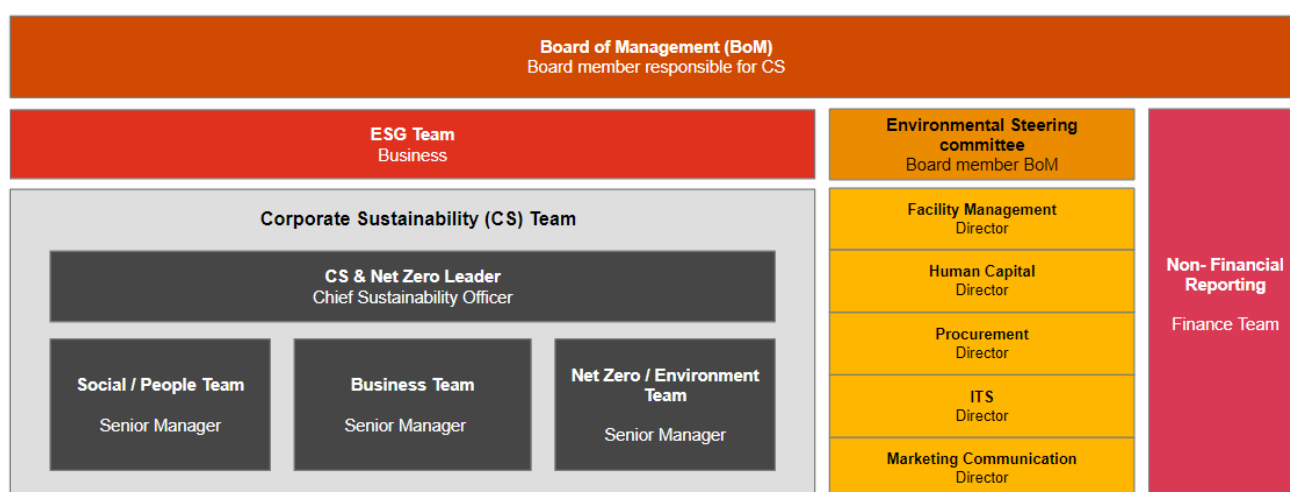 Board of Management (BoM)
Board member responsible for CS
ESG Team
Business
Environmental Steering
committee
Board member BoM
Corporate Sustainability (CS) Team
CS & Net Zero Leader
Chief Sustainability Officer
Social / People Team
Senior Manager
Business Team
Senior Manager
Net Zero / Environment
Team
Senior Manager
Facility Management
Director
Human Capital
Director
Procurement
Director
ITS
Director
Marketing Communication
Director
Non- Financial
Reporting
Finance Team